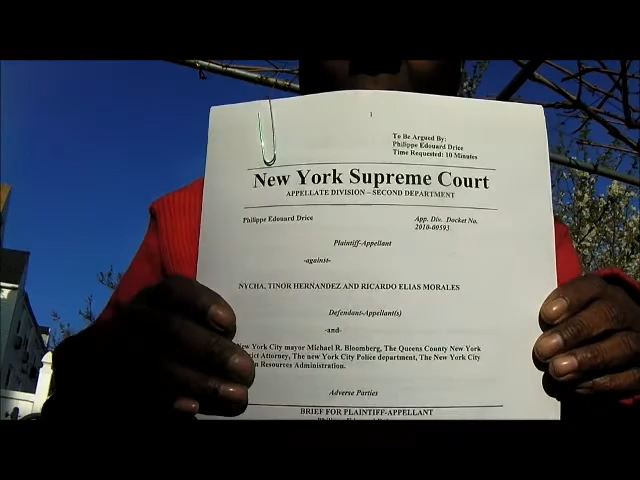 1
To Be Argued By:
Philippe Edouard Drice
Time Requested: 10 Minutes
New York Supreme Court
APPELLATE DIVISION – SECOND DEPARTMENT
Philippe Edouard Drice
App. Div. Docket No.
2010-00593
Plaintiff-Appellant
-against-
NYCHA, TINOR HERNANDEZ AND RICARDO ELIAS MORALES
Defendant-Appellant(s)
-and-
New York City mayor Michael R. Bloomberg, The Queens County New York
Attorney, The new York City Police department, The New York City
Resources Administration.
Adverse Parties
BRIEF FOR PLAINTIFF-APPELLANT